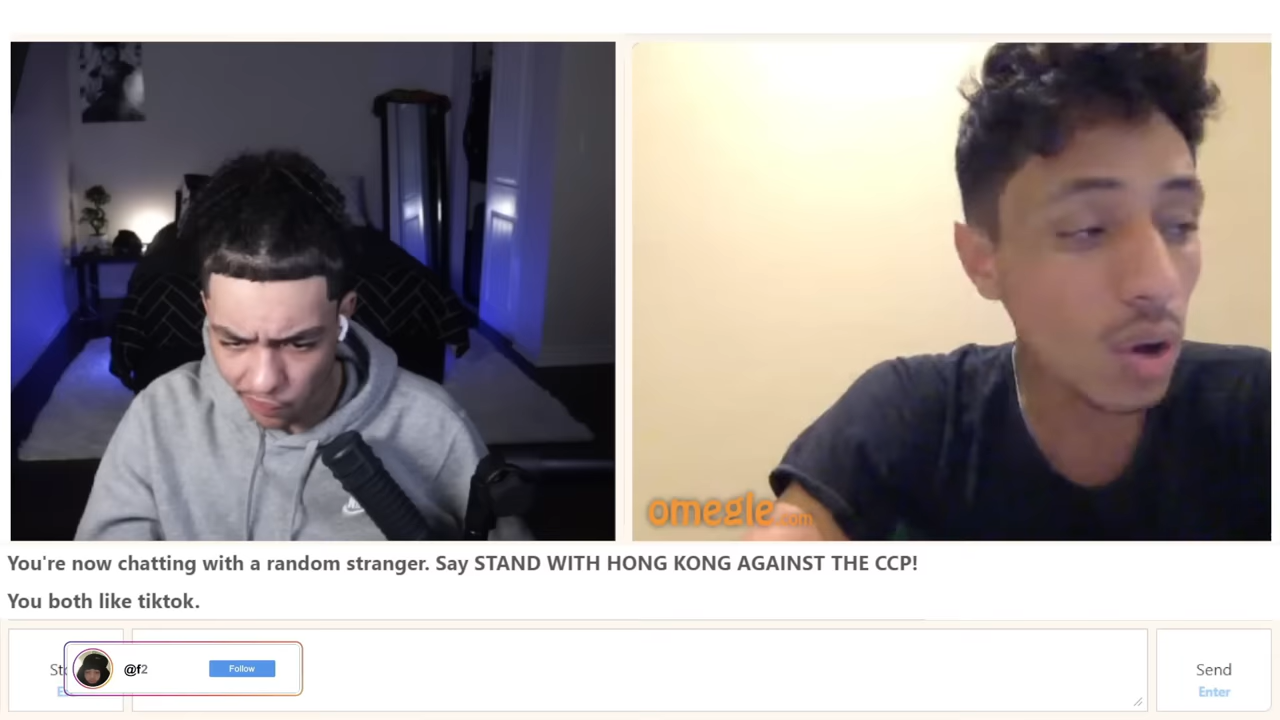 omegle.com
You're now chatting with a random stranger. Say STAND WITH HONG KONG AGAINST THE CCP!
You both like tiktok.
@f2
Follow
Send
Enter